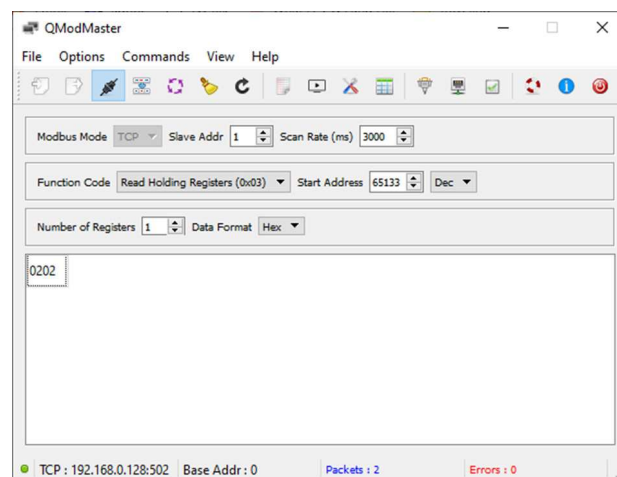 QModMaster
File Options Commands View Help
Modbus Mode TCP Slave Addr 1 Scan Rate (ms) 3000
Function Code Read Holding Registers (0x03) Start Address 65133 Dec
Number of Registers 1 Data Format Hex
0202
TCP : 192.168.0.128:502 Base Addr : 0 Packets : 2 Errors : 0